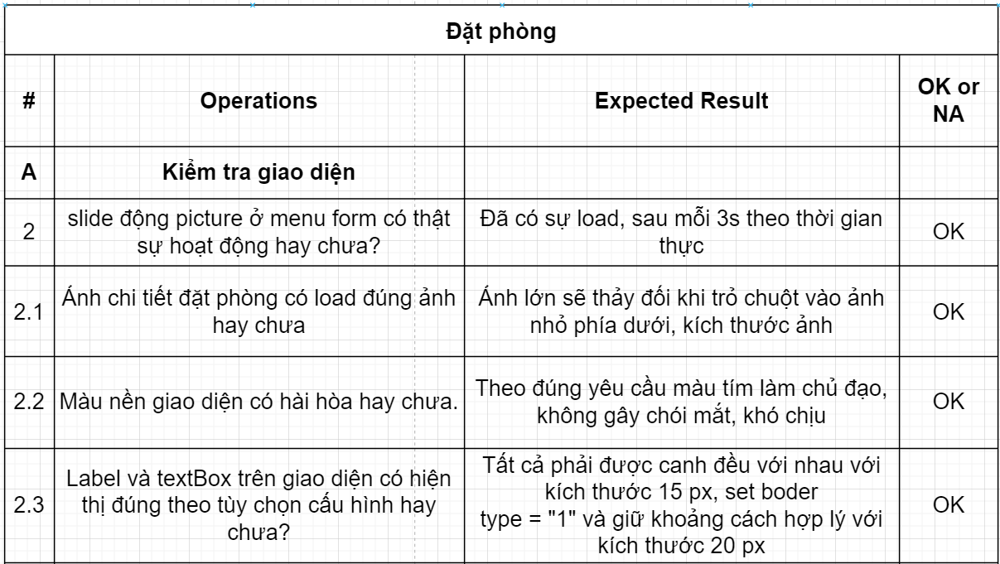 Đặt phòng
# Operations Expected Result OK or
NA
A Kiểm tra giao diện
2 slide động picture ở menu form có thật
sự hoạt động hay chưa?
Đã có sự load, sau mỗi 3s theo thời gian
thực
OK
2.1 Ánh chi tiết đặt phòng có load đúng ảnh
hay chưa
Ánh lớn sẽ thảy đối khi trỏ chuột vào ảnh
nhỏ phía dưới, kích thước ảnh
OK
2.2 Màu nền giao diện có hài hòa hay chưa.
Theo đúng yêu cầu màu tím làm chủ đạo,
không gây chói mắt, khó chịu
OK
2.3 Label và textBox trên giao diện có hiện
thị đúng theo tùy chọn cấu hình hay
chưa?
Tất cả phải được canh đều với nhau với
kích thước 15 px, set boder
type = "1" và giữ khoảng cách hợp lý với
kích thước 20 px
OK